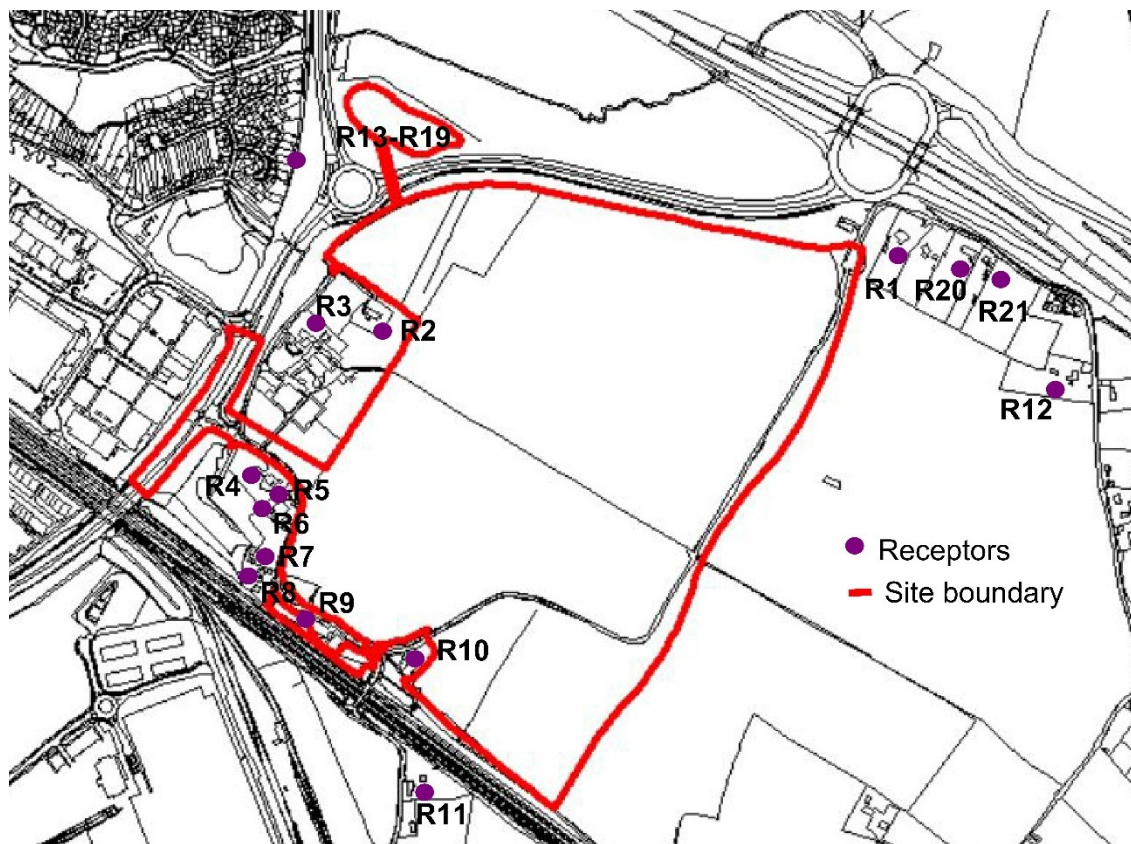 R13-R19
R1
R20
R21
R3
R2
R12
R4
R5
R6
R7
R8
R9
R10
R11
Receptors
Site boundary